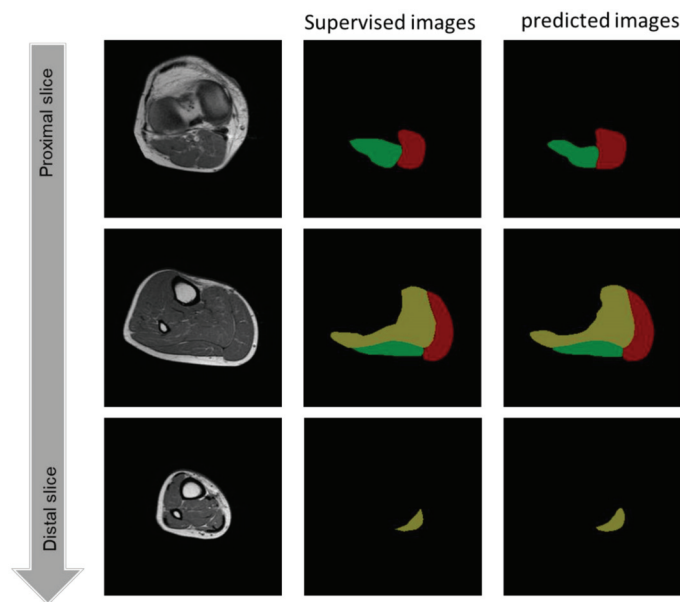 Supervised images
predicted images
Proximal slice
Distal slice